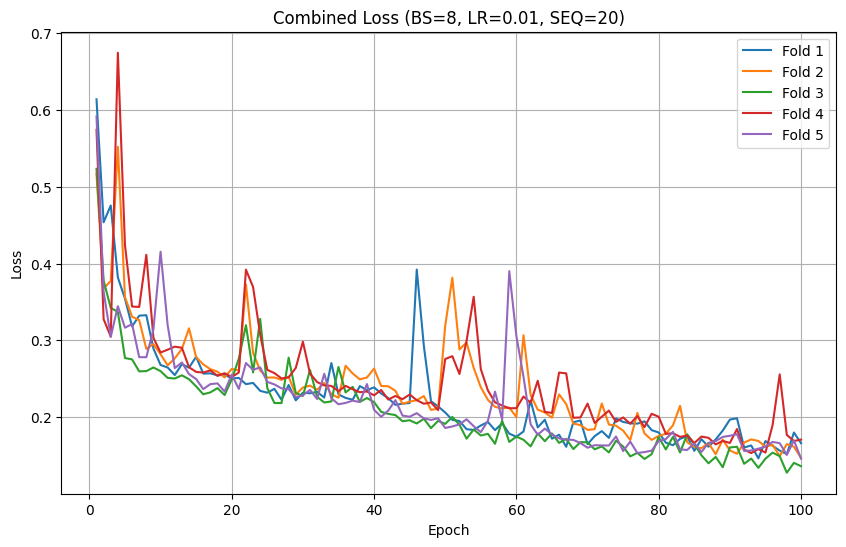 Combined Loss (BS=8, LR=0.01, SEQ=20)
Loss
0.7
0.6
0.5
0.4
0.3
0.2
Fold 1
Fold 2
Fold 3
Fold 4
Fold 5
0
20
40
60
80
100
Epoch